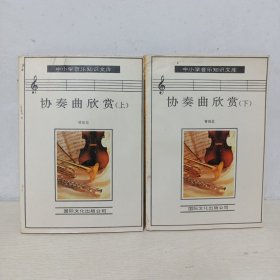 中小学音乐知识文库
协奏曲欣赏(上)
国际文化出版公司
中小学音乐知识文库
协奏曲欣赏(下)
国际文化出版公司